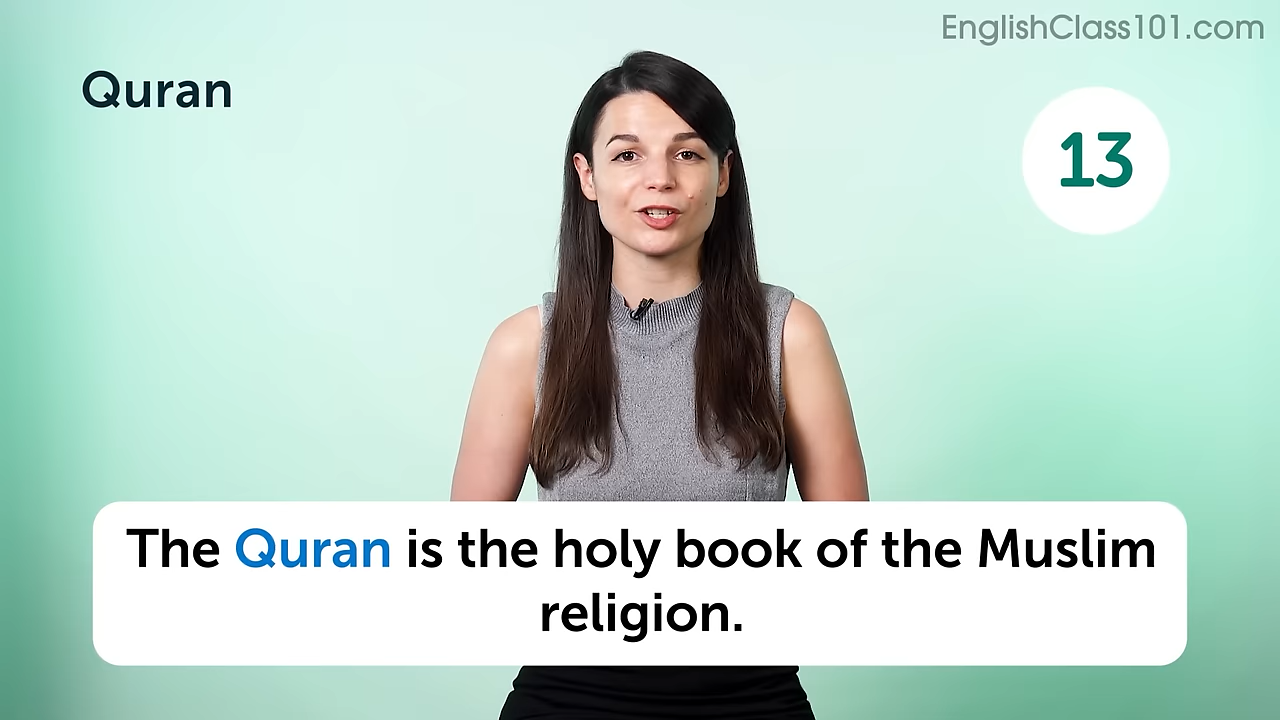 EnglishClass101.com
Quran
13
The Quran is the holy book of the Muslim
religion.